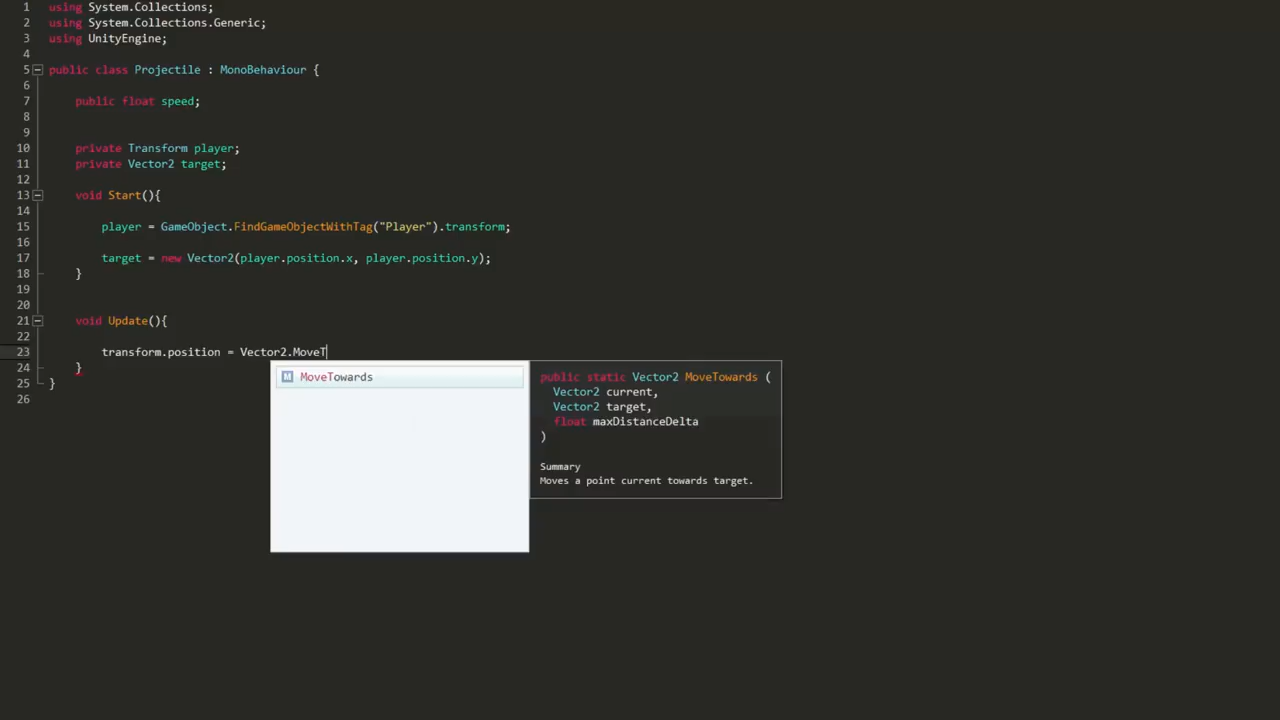 1 using System.Collections;
2 using System.Collections.Generic;
3 using UnityEngine;
4
5 public class Projectile : MonoBehaviour {
6
7 public float speed;
8
9
10 private Transform player;
11 private Vector2 target;
12
13 void Start(){
14
15 player = GameObject.FindGameObjectWithTag("Player").transform;
16
17 target = new Vector2(player.position.x, player.position.y);
18 }
19
20
21 void Update(){
22
23 transform.position = Vector2.MoveT
24 }
25 }
26
M MoveTowards
public static Vector2 MoveTowards (
Vector2 current,
Vector2 target,
float maxDistanceDelta
)
Summary
Moves a point current towards target.